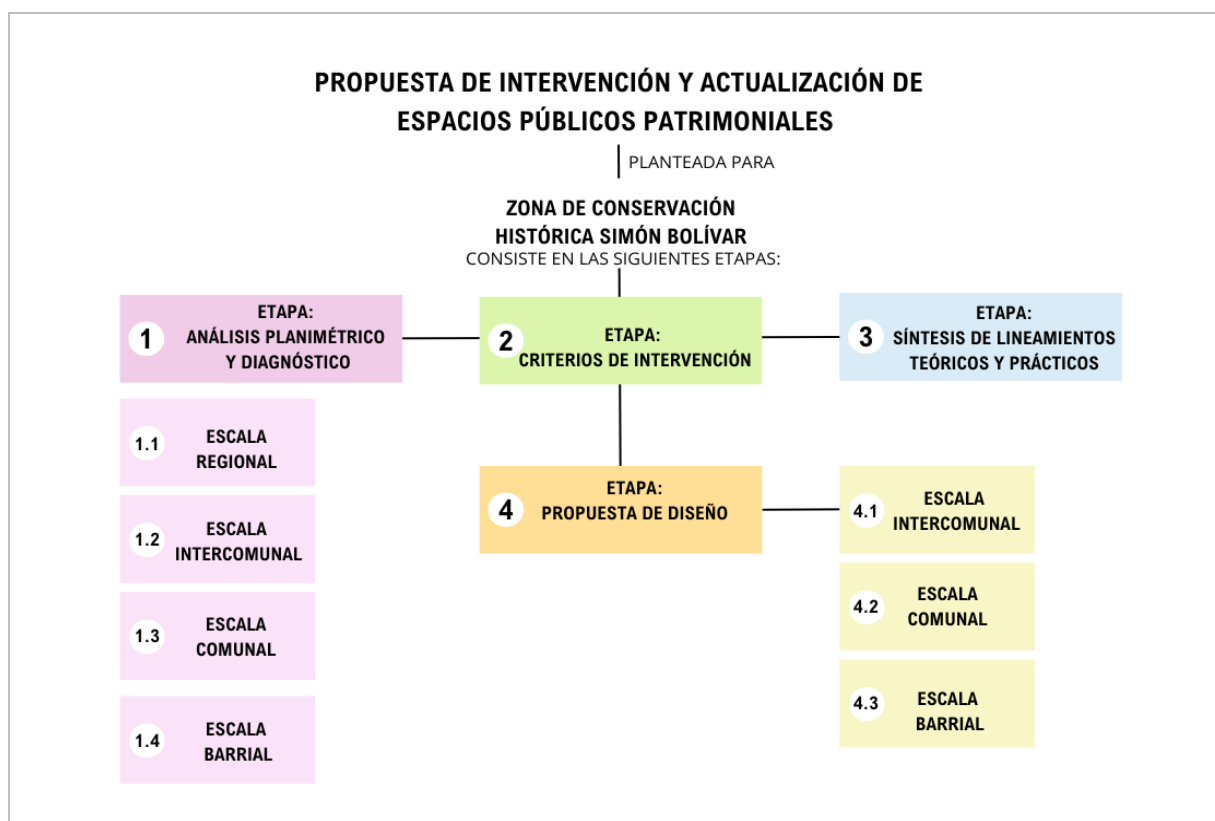 PROPUESTA DE INTERVENCIÓN Y ACTUALIZACIÓN DE
ESPACIOS PÚBLICOS PATRIMONIALES
PLANTEADA PARA
ZONA DE CONSERVACIÓN
HISTÓRICA SIMÓN BOLÍVAR
CONSISTE EN LAS SIGUIENTES ETAPAS:
1
ETAPA:
ANÁLISIS PLANIMÉTRICO
Y DIAGNÓSTICO
2
ETAPA:
CRITERIOS DE INTERVENCIÓN
3
ETAPA:
SÍNTESIS DE LINEAMIENTOS
TEÓRICOS Y PRÁCTICOS
1.1
ESCALA
REGIONAL
1.2
ESCALA
INTERCOMUNAL
1.3
ESCALA
COMUNAL
1.4
ESCALA
BARRIAL
4
ETAPA:
PROPUESTA DE DISEÑO
4.1
ESCALA
INTERCOMUNAL
4.2
ESCALA
COMUNAL
4.3
ESCALA
BARRIAL